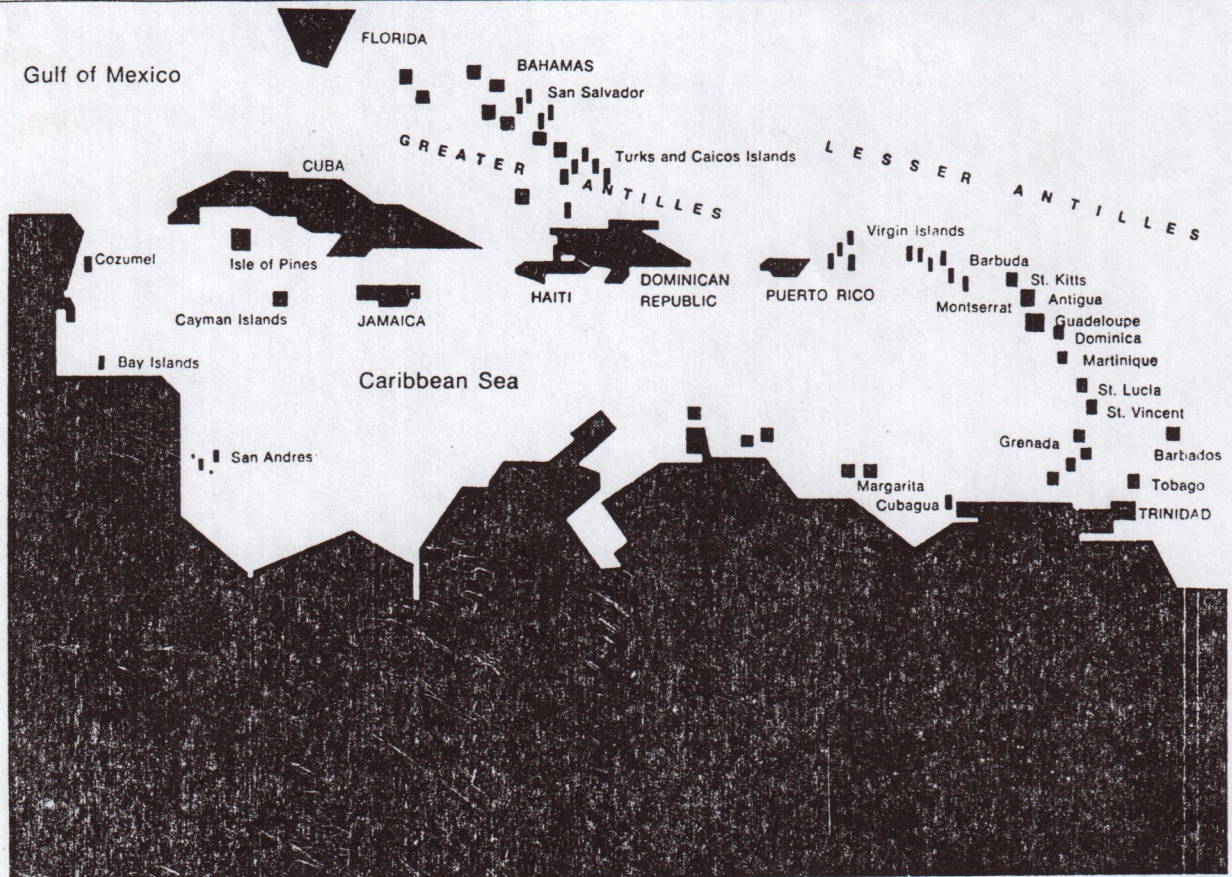 FLORIDA
Gulf of Mexico
BAHAMAS
San Salvador
GREATER ANTILLES
LESSER ANTILLES
Turks and Caicos Islands
CUBA
Virgin Islands
Cozumel
Isle of Pines
Barbuda
HAITI
DOMINICAN
REPUBLIC
PUERTO RICO
St. Kitts
Montserrat
Antigua
Cayman Islands
JAMAICA
Guadeloupe
Dominica
Bay Islands
Martinique
Caribbean Sea
St. Lucia
St. Vincent
San Andres
Grenada
Barbados
Margarita
Tobago
Cubagua
TRINIDAD